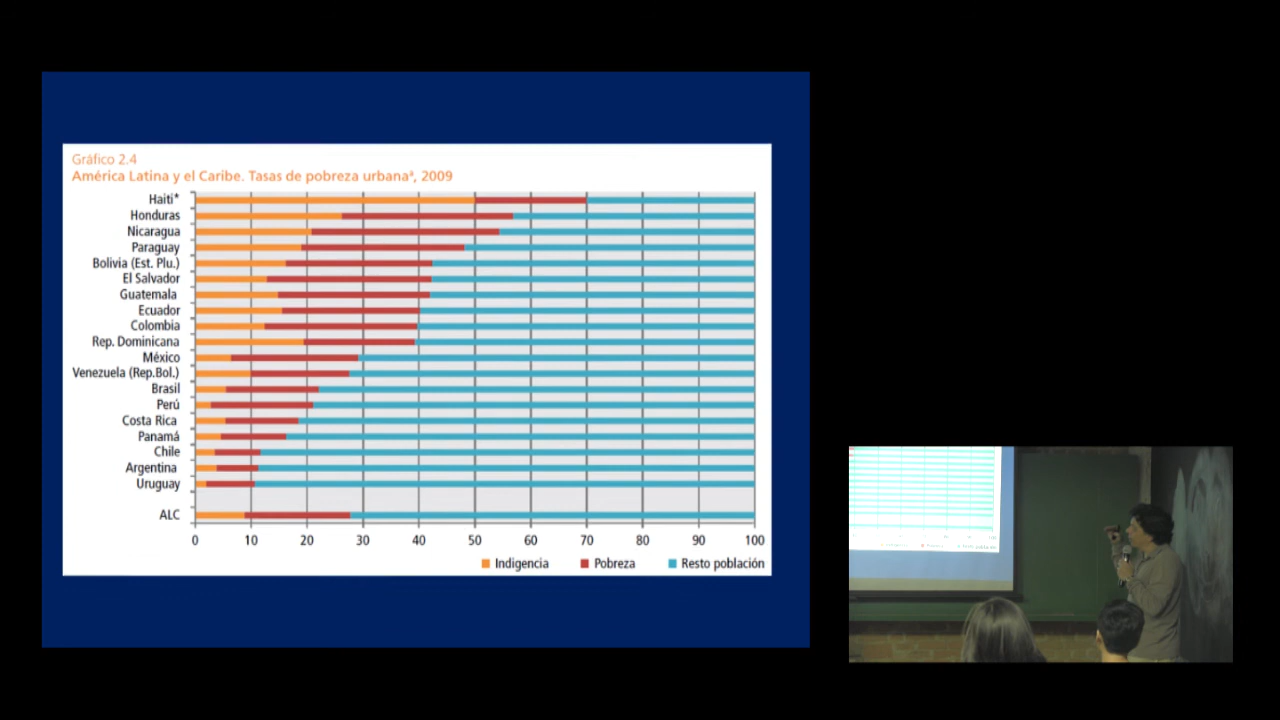 Gráfico 2.4
América Latina y el Caribe. Tasas de pobreza urbanaª, 2009
Haití*
Honduras
Nicaragua
Paraguay
Bolivia (Est. Plu.)
El Salvador
Guatemala
Ecuador
Colombia
Rep. Dominicana
México
Venezuela (Rep.Bol.)
Brasil
Perú
Costa Rica
Panamá
Chile
Argentina
Uruguay
ALC
0 10 20 30 40 50 60 70 80 90 100
Indigencia Pobreza Resto población